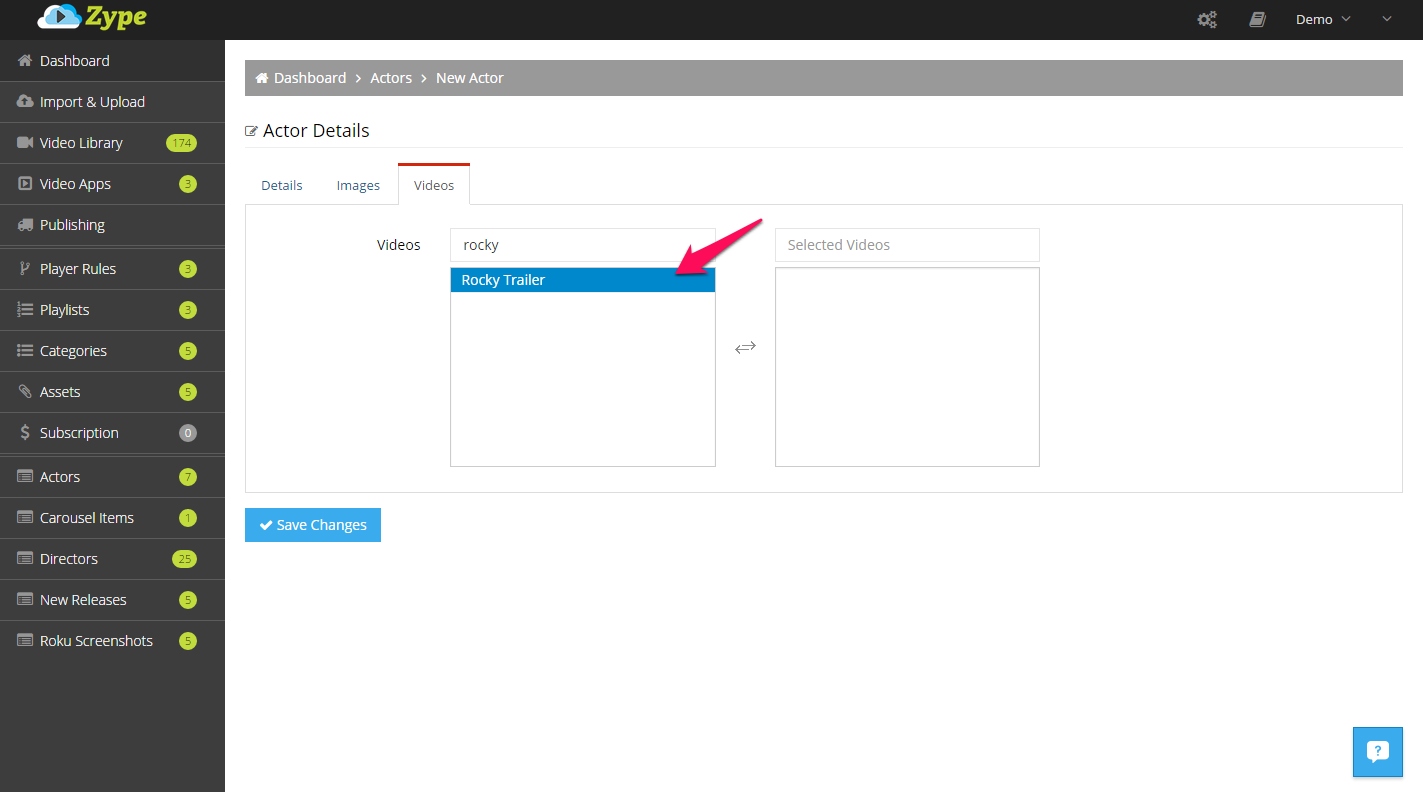 Zype
Demo
Dashboard
Import & Upload
Video Library 174
Video Apps 3
Publishing
Player Rules 3
Playlists 3
Categories 5
Assets 5
Subscription 0
Actors 7
Carousel Items 1
Directors 25
New Releases 5
Roku Screenshots 5
Dashboard > Actors > New Actor
Actor Details
Details Images Videos
Videos rocky Selected Videos
Rocky Trailer
Save Changes
?